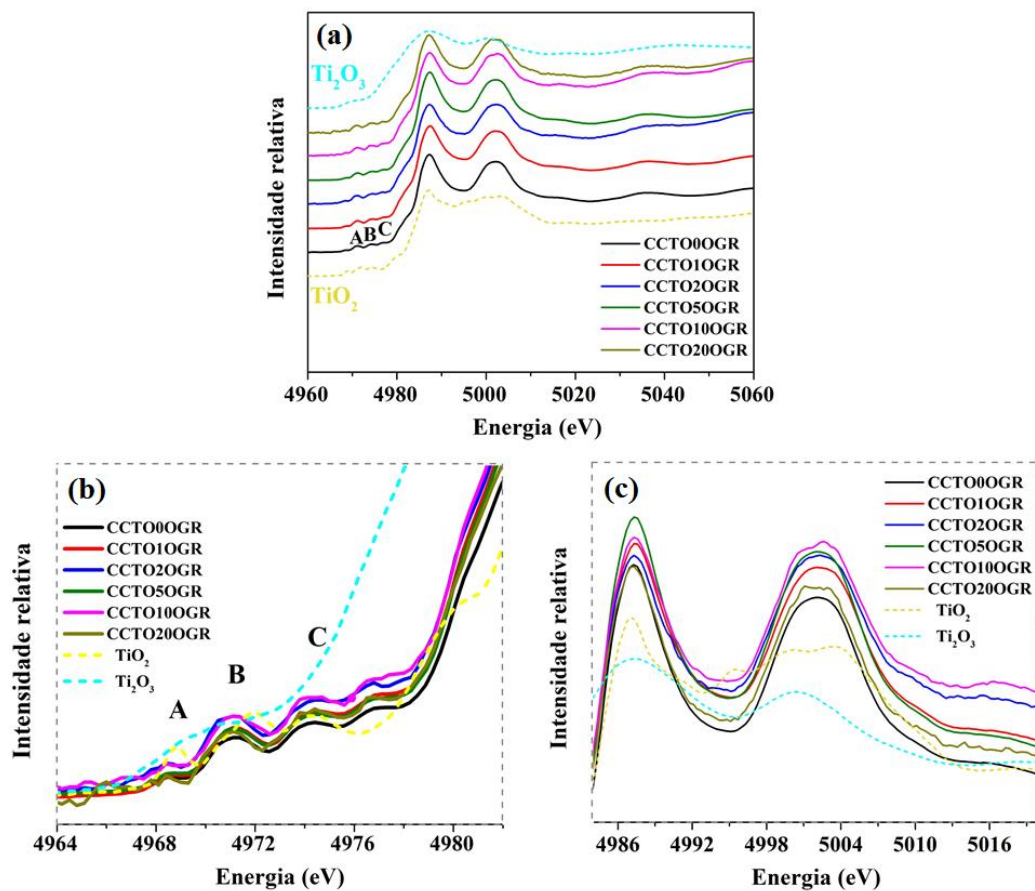 (a)
Ti₂O₃
A B C
TiO₂
CCTO0OGR
CCTO1OGR
CCTO2OGR
CCTO5OGR
CCTO10OGR
CCTO20OGR
Intensidade relativa
4960 4980 5000 5020 5040 5060
Energia (eV)
(b)
CCTO0OGR
CCTO1OGR
CCTO2OGR
CCTO5OGR
CCTO10OGR
CCTO20OGR
TiO₂
Ti₂O₃
A
B
C
Intensidade relativa
4964 4968 4972 4976 4980
Energia (eV)
(c)
CCTO0OGR
CCTO1OGR
CCTO2OGR
CCTO5OGR
CCTO10OGR
CCTO20OGR
TiO₂
Ti₂O₃
Intensidade relativa
4986 4992 4998 5004 5010 5016
Energia (eV)